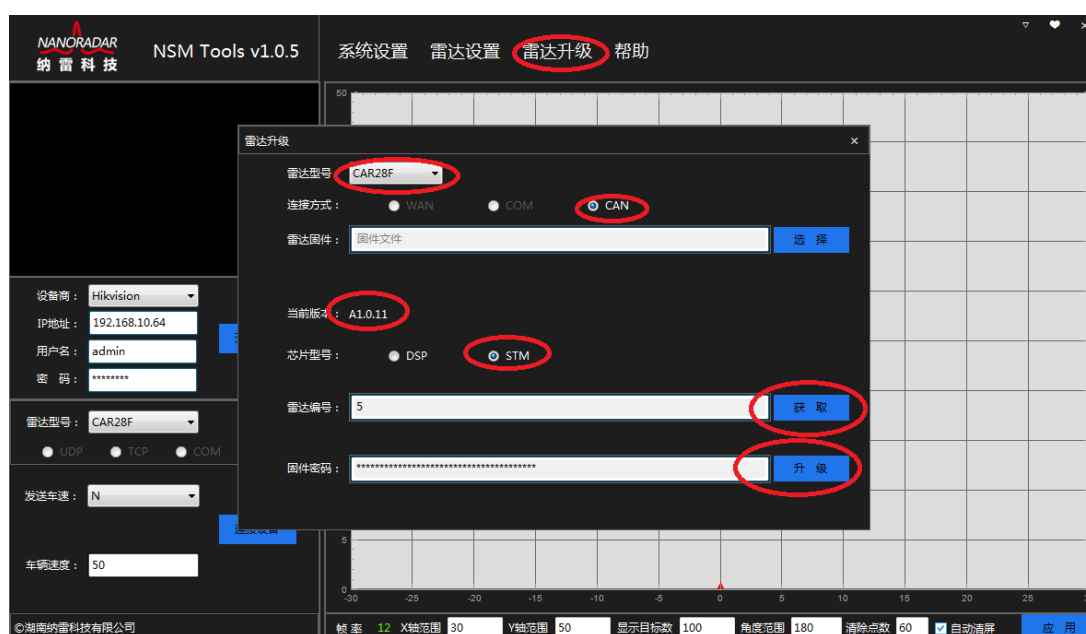 NANORADAR
纳雷科技
NSM Tools v1.0.5
系统设置 雷达设置 雷达升级 帮助
50
雷达升级 ×
雷达型号 CAR28F
连接方式： WAN COM CAN
雷达固件： 固件文件 选择
当前版本： A1.0.11
芯片型号： DSP STM
雷达编号： 5 获取
固件密码： *************************************** 升级
设备商： Hikvision
IP地址： 192.168.10.64
用户名： admin
密 码： ********
雷达型号： CAR28F
UDP TCP COM
发送车速： N
连接设备
车辆速度： 50
5
0
-30 -25 -20 -15 -10 -5 0 5 10 15 20 25
©湖南纳雷科技有限公司
帧率 12 X轴范围 30 Y轴范围 50 显示目标数 100 角度范围 180 清除点数 60 自动清屏 应用